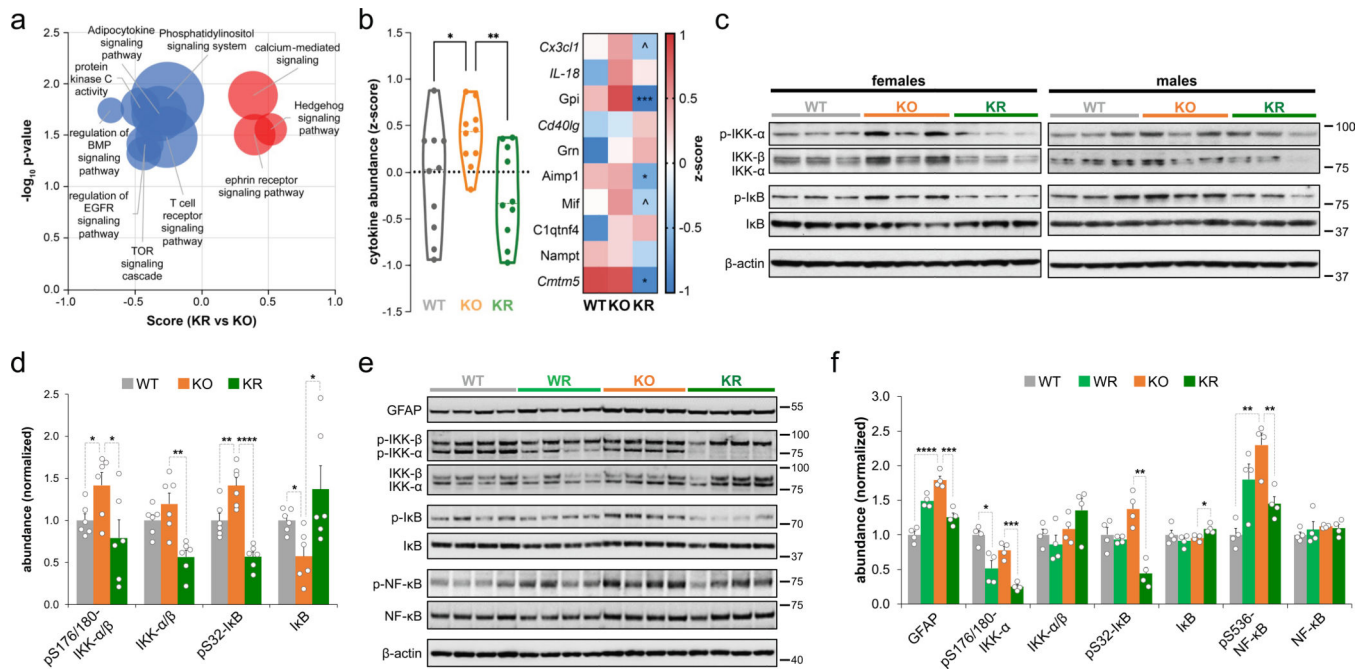 a
2.5
2.0
1.5
1.0
0.5
0.0
-log10 p-value
Adipocytokine
signaling
pathway
Phosphatidylinositol
signaling system
calcium-mediated
signaling
protein
kinase C
activity
Hedgehog
signaling
pathway
regulation of
BMP
signaling
pathway
ephrin receptor
signaling pathway
regulation of
EGFR
signaling
pathway
T cell
receptor
signaling
pathway
TOR
signaling
cascade
-1.0 -0.5 0.0 0.5 1.0
Score (KR vs KO)
b
1.5
1.0
0.5
0.0
-0.5
-1.0
-1.5
cytokine abundance (z-score)
* **
WT KO KR
Cx3cl1 ^
IL-18
Gpi ***
Cd40lg
Grn
Aimp1 *
Mif ^
C1qtnf4
Nampt
Cmtm5 *
WT KO KR
1
0.5
0
-0.5
-1
z-score
c
females males
WT KO KR WT KO KR
p-IKK-α 100
IKK-β
IKK-α 75
p-IκB 75
IκB 37
β-actin 37
d
WT KO KR
2.5
2.0
1.5
1.0
0.5
0.0
abundance (normalized)
* * ** ** **** * *
pS176/180-
IKK-α/β
IKK-α/β
pS32-IκB
IκB
e
WT WR KO KR
GFAP 55
p-IKK-β 100
p-IKK-α 75
IKK-β 100
IKK-α 75
p-IκB 70
IκB 37
p-NF-κB 75
NF-κB 75
β-actin 40
f
WT WR KO KR
3.0
2.5
2.0
1.5
1.0
0.5
0.0
abundance (normalized)
**** *** * *** ** * ** **
GFAP
pS176/180-
IKK-α
IKK-α/β
pS32-IκB
IκB
pS536-
NF-κB
NF-κB